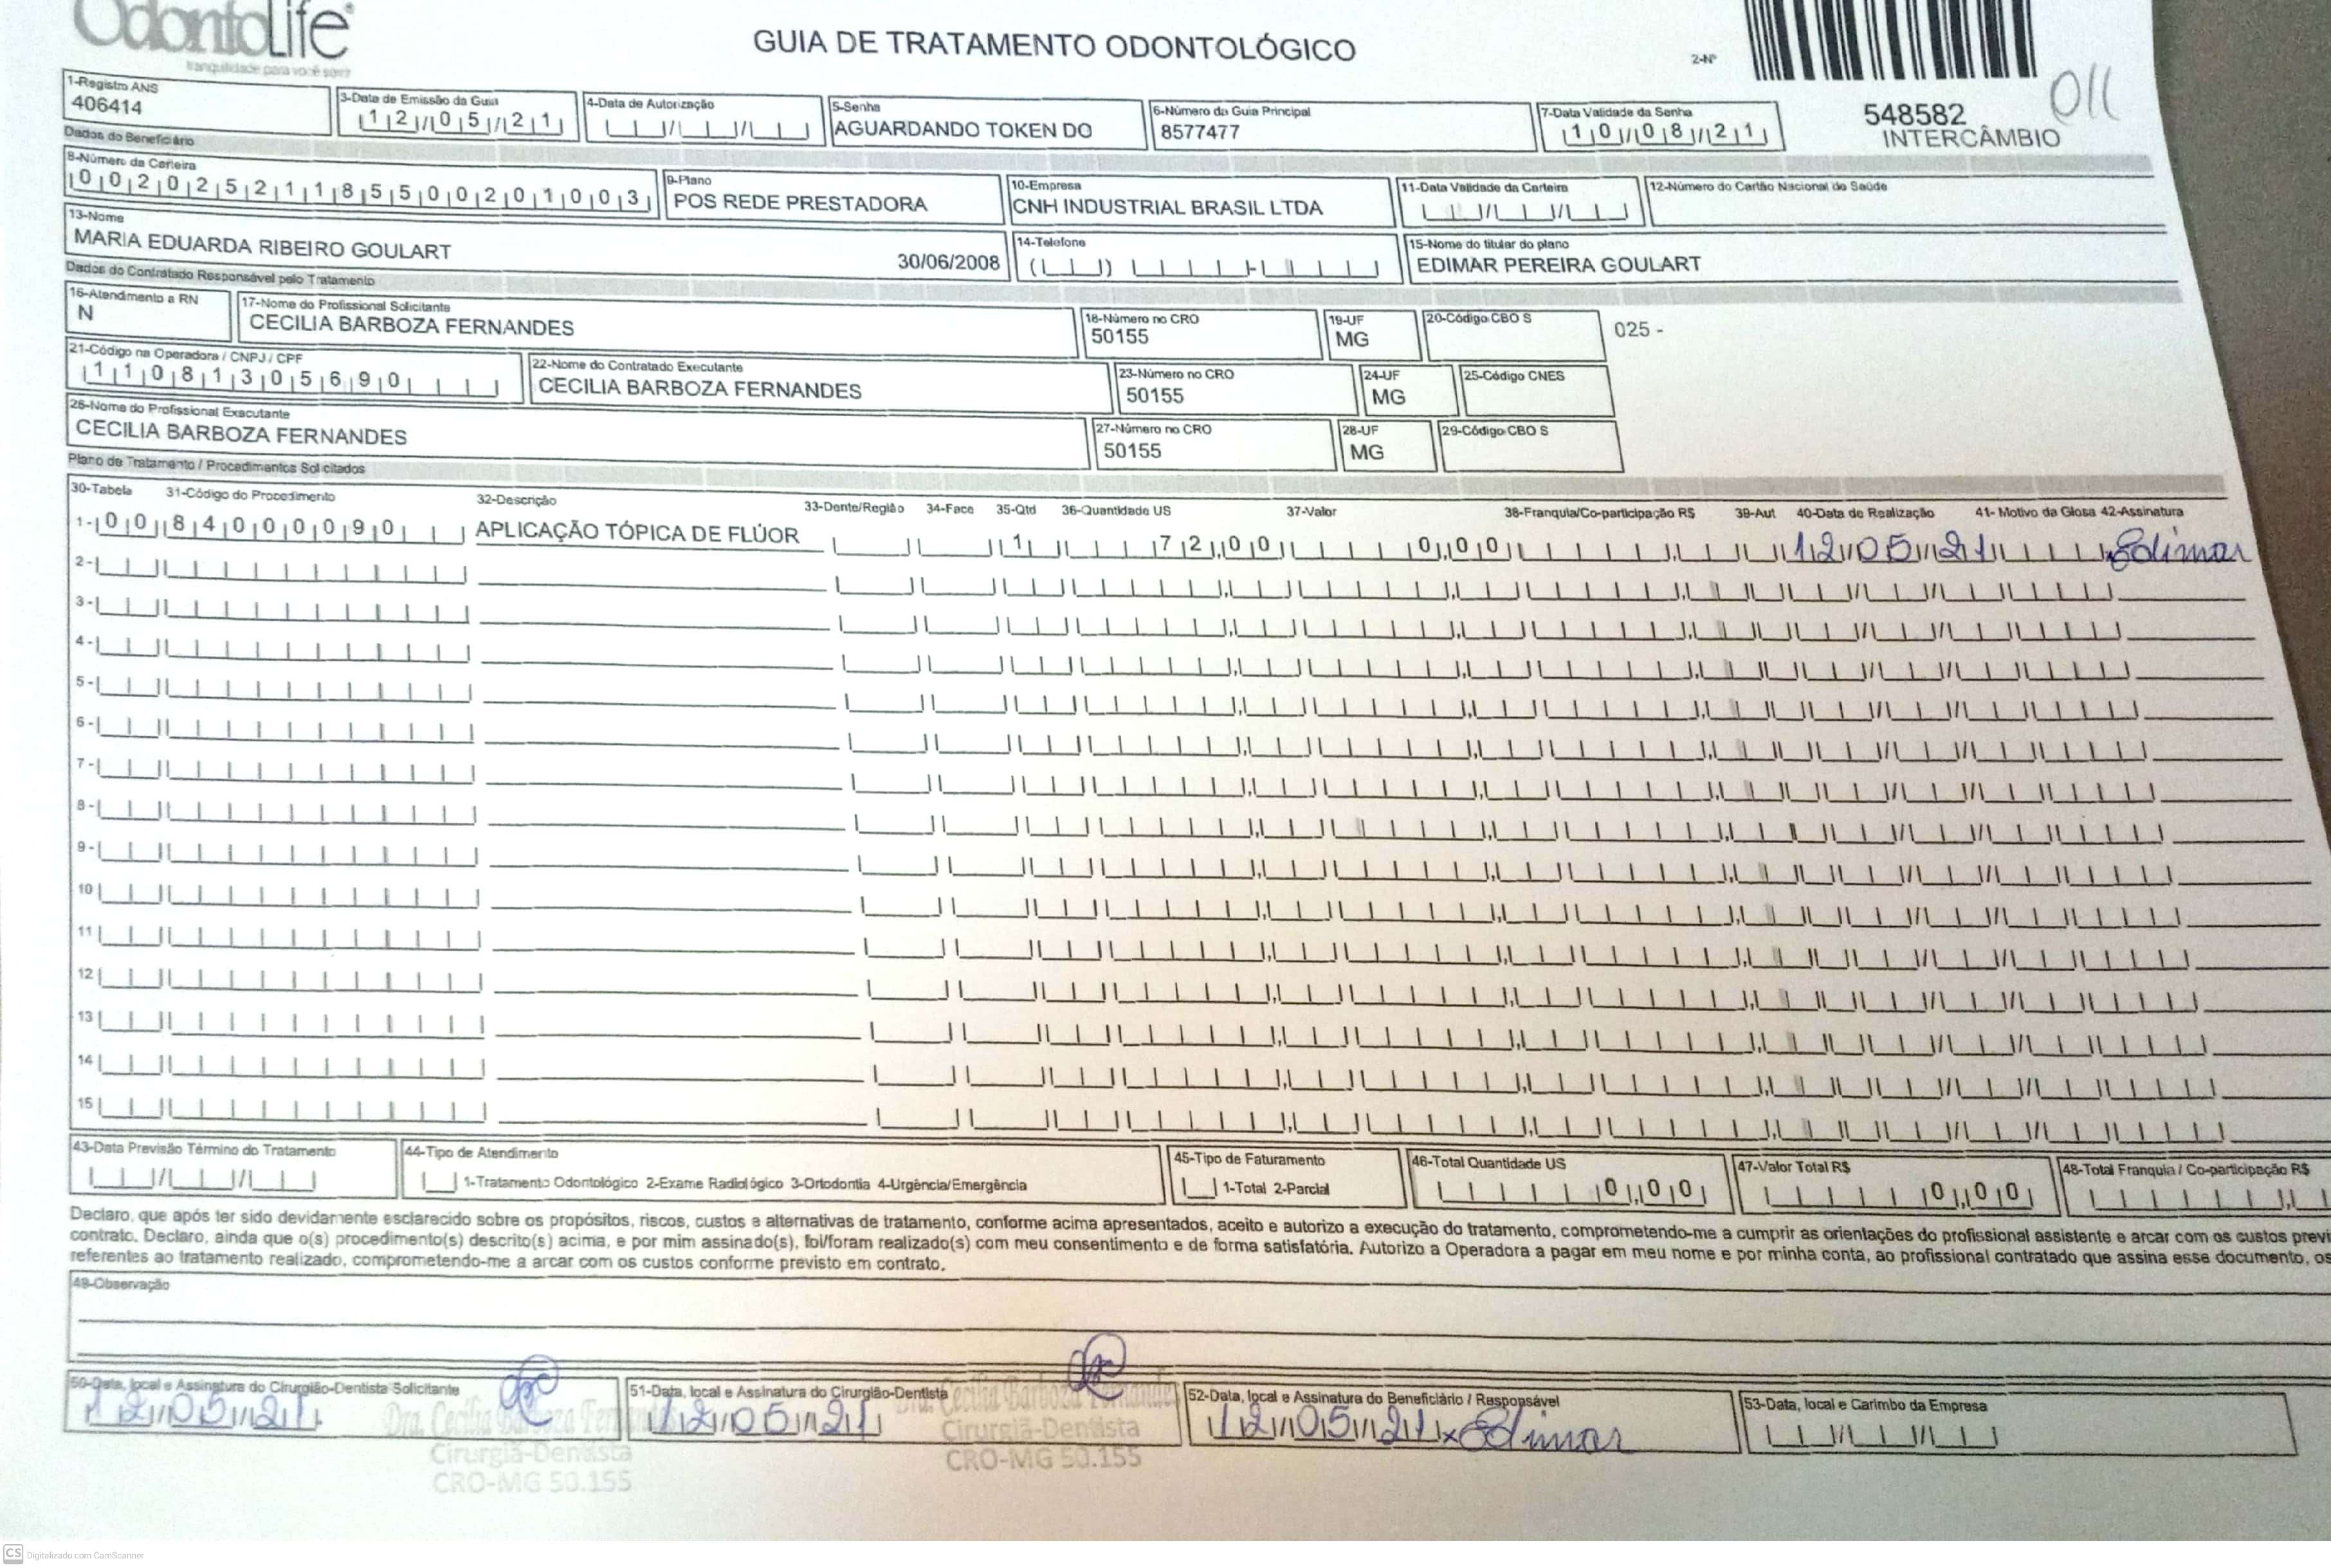 OdontoLife
tranquilidade para você sorrir
GUIA DE TRATAMENTO ODONTOLÓGICO
2-Nº
548582
INTERCÂMBIO
011
1-Registro ANS
406414
3-Data de Emissão da Guia
12/05/21
4-Data de Autorização
5-Senha
AGUARDANDO TOKEN DO
6-Número da Guia Principal
8577477
7-Data Validade da Senha
10/08/21
Dados do Beneficiário
8-Número da Carteira
00202521185500201003
9-Plano
POS REDE PRESTADORA
10-Empresa
CNH INDUSTRIAL BRASIL LTDA
11-Data Validade da Carteira
12-Número do Cartão Nacional de Saúde
13-Nome
MARIA EDUARDA RIBEIRO GOULART
30/06/2008
14-Telefone
15-Nome do titular do plano
EDIMAR PEREIRA GOULART
Dados do Contratado Responsável pelo Tratamento
16-Atendimento a RN
N
17-Nome do Profissional Solicitante
CECILIA BARBOZA FERNANDES
18-Número no CRO
50155
19-UF
MG
20-Código CBO S
025 -
21-Código na Operadora / CNPJ / CPF
11081305690
22-Nome do Contratado Executante
CECILIA BARBOZA FERNANDES
23-Número no CRO
50155
24-UF
MG
25-Código CNES
26-Nome do Profissional Executante
CECILIA BARBOZA FERNANDES
27-Número no CRO
50155
28-UF
MG
29-Código CBO S
Plano de Tratamento / Procedimentos Solicitados
30-Tabela 31-Código do Procedimento 32-Descrição 33-Dente/Região 34-Face 35-Qtd 36-Quantidade US 37-Valor 38-Franquia/Co-participação R$ 39-Aut 40-Data de Realização 41- Motivo da Glosa 42-Assinatura
1- 00 84000090 APLICAÇÃO TÓPICA DE FLÚOR 1 72,00 0,00 12/05/21 Edimar
2-
3-
4-
5-
6-
7-
8-
9-
10
11
12
13
14
15
43-Data Previsão Término do Tratamento
44-Tipo de Atendimento
1-Tratamento Odontológico 2-Exame Radiológico 3-Ortodontia 4-Urgência/Emergência
45-Tipo de Faturamento
1-Total 2-Parcial
46-Total Quantidade US
0,00
47-Valor Total R$
0,00
48-Total Franquia / Co-participação R$
Declaro, que após ter sido devidamente esclarecido sobre os propósitos, riscos, custos e alternativas de tratamento, conforme acima apresentados, aceito e autorizo a execução do tratamento, comprometendo-me a cumprir as orientações do profissional assistente e arcar com os custos previ
contrato. Declaro, ainda que o(s) procedimento(s) descrito(s) acima, e por mim assinado(s), foi/foram realizado(s) com meu consentimento e de forma satisfatória. Autorizo a Operadora a pagar em meu nome e por minha conta, ao profissional contratado que assina esse documento, os
referentes ao tratamento realizado, comprometendo-me a arcar com os custos conforme previsto em contrato.
49-Observação
50-Data, local e Assinatura do Cirurgião-Dentista Solicitante
12/05/21
Dra. Cecilia Barboza
Cirurgiã-Dentista
CRO-MG 50.155
51-Data, local e Assinatura do Cirurgião-Dentista
12/05/21
Cecilia Barboza Fernandes
Cirurgiã-Dentista
CRO-MG 50.155
52-Data, local e Assinatura do Beneficiário / Responsável
12/05/21 x Edimar
53-Data, local e Carimbo da Empresa
CS Digitalizado com CamScanner